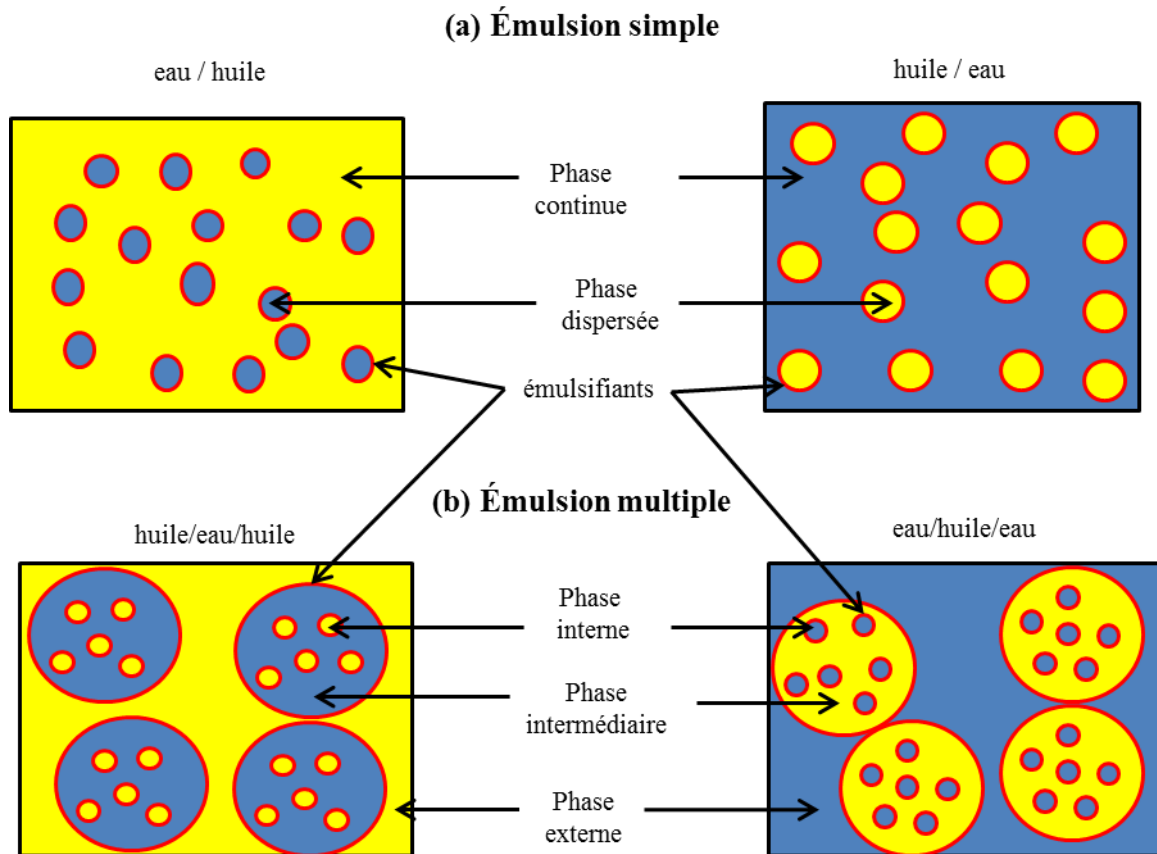 (a) Émulsion simple
eau / huile
huile / eau
Phase
continue
Phase
dispersée
émulsifiants
(b) Émulsion multiple
huile/eau/huile
eau/huile/eau
Phase
interne
Phase
intermédiaire
Phase
externe